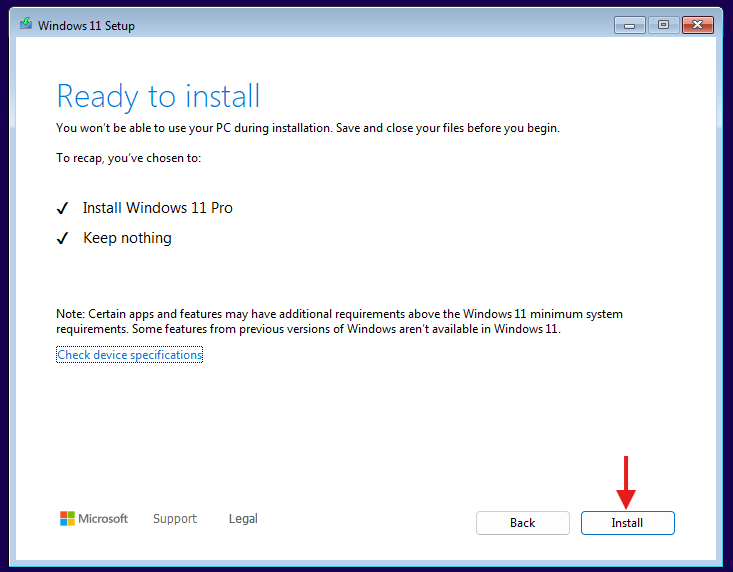 Windows 11 Setup
Ready to install
You won't be able to use your PC during installation. Save and close your files before you begin.
To recap, you've chosen to:
Install Windows 11 Pro
Keep nothing
Note: Certain apps and features may have additional requirements above the Windows 11 minimum system
requirements. Some features from previous versions of Windows aren't available in Windows 11.
Check device specifications
Microsoft Support Legal Back Install